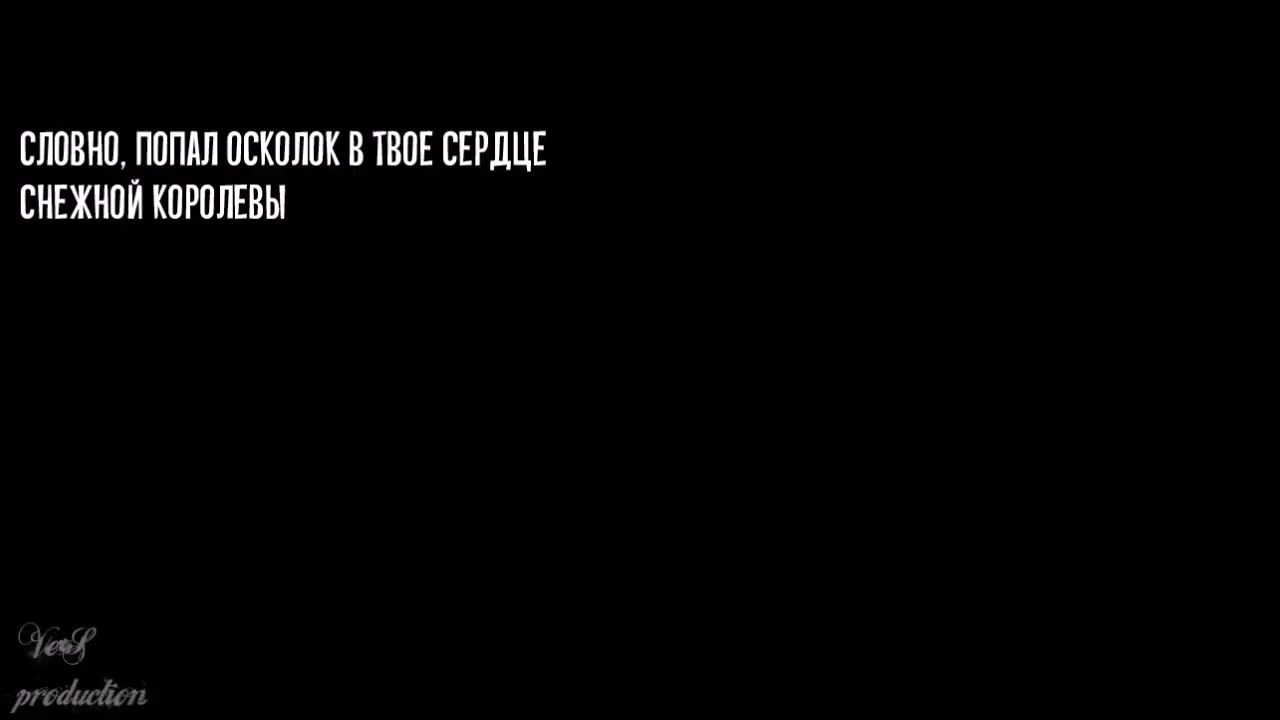 СЛОВНО, ПОПАЛ ОСКОЛОК В ТВОЕ СЕРДЦЕ
СНЕЖНОЙ КОРОЛЕВЫ
VeS
production